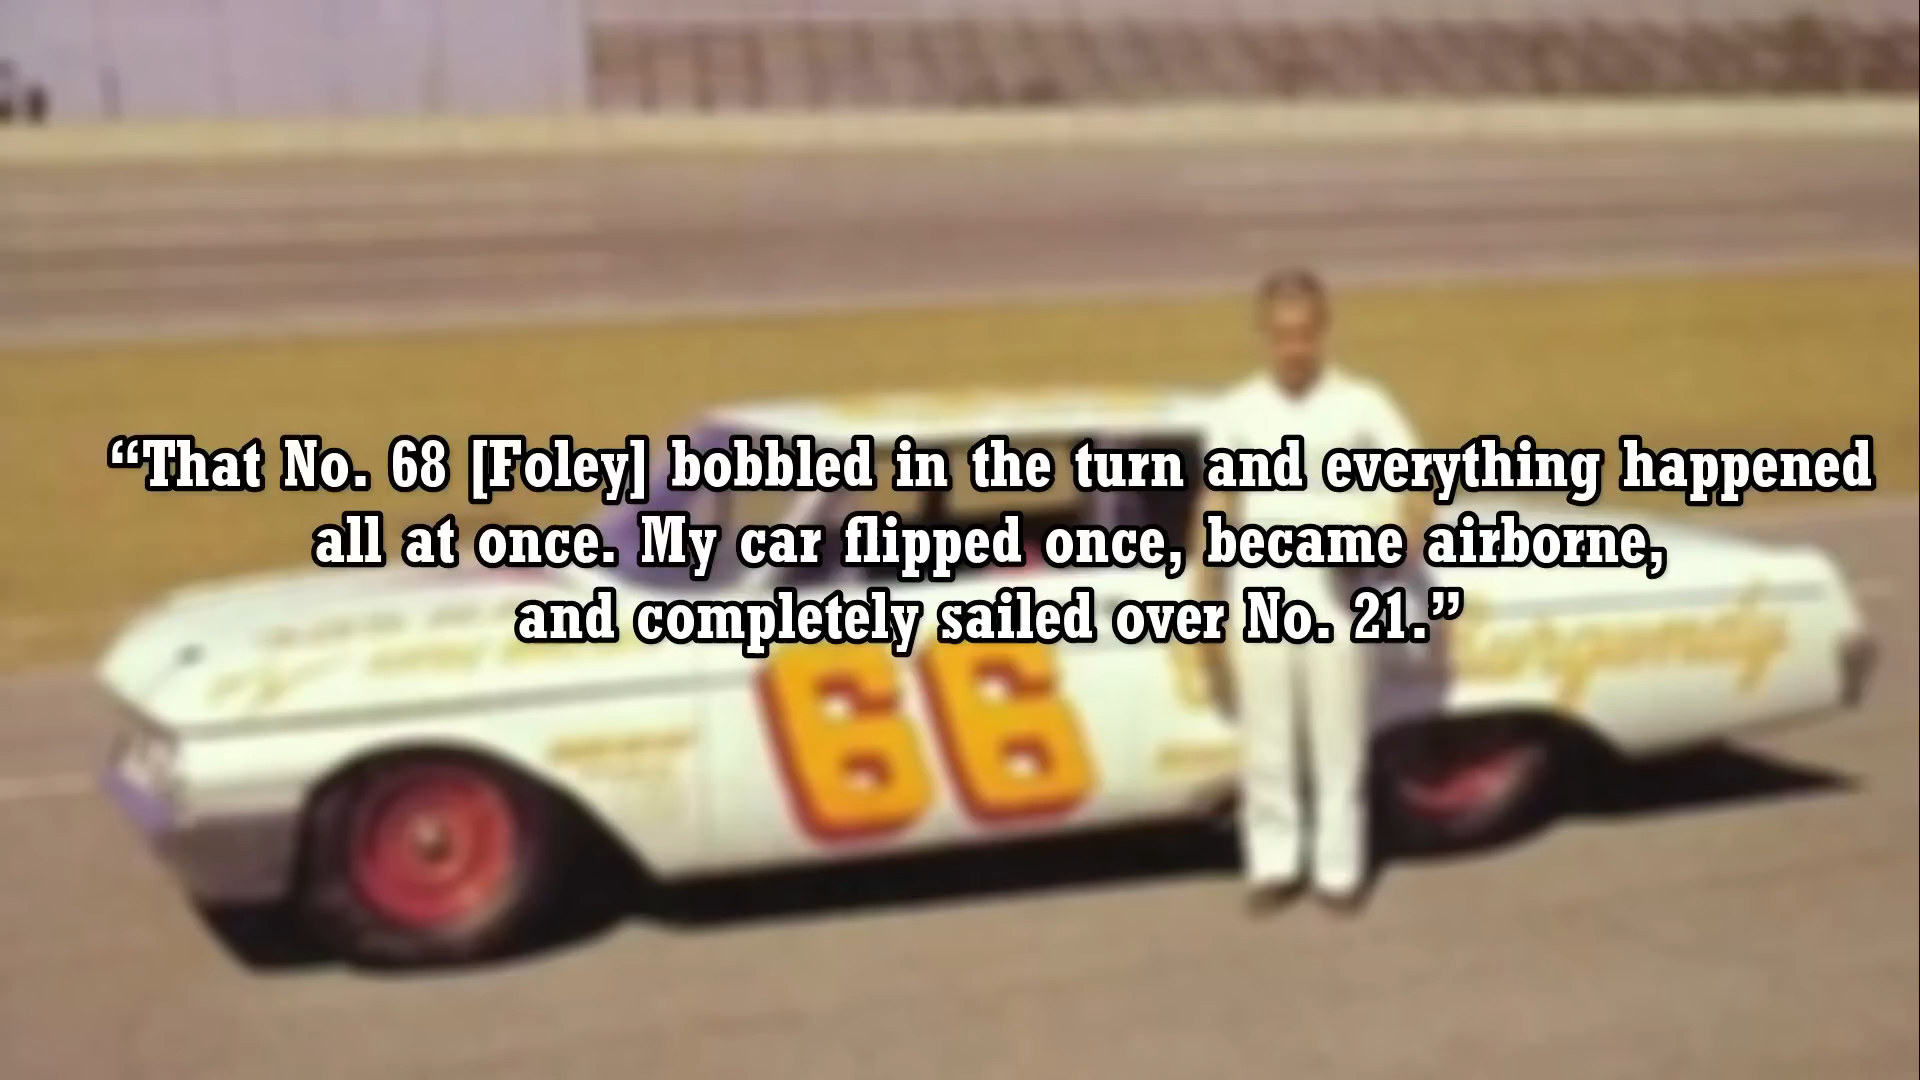 “That No. 68 [Foley] bobbled in the turn and everything happened
all at once. My car flipped once, became airborne,
and completely sailed over No. 21.”
66